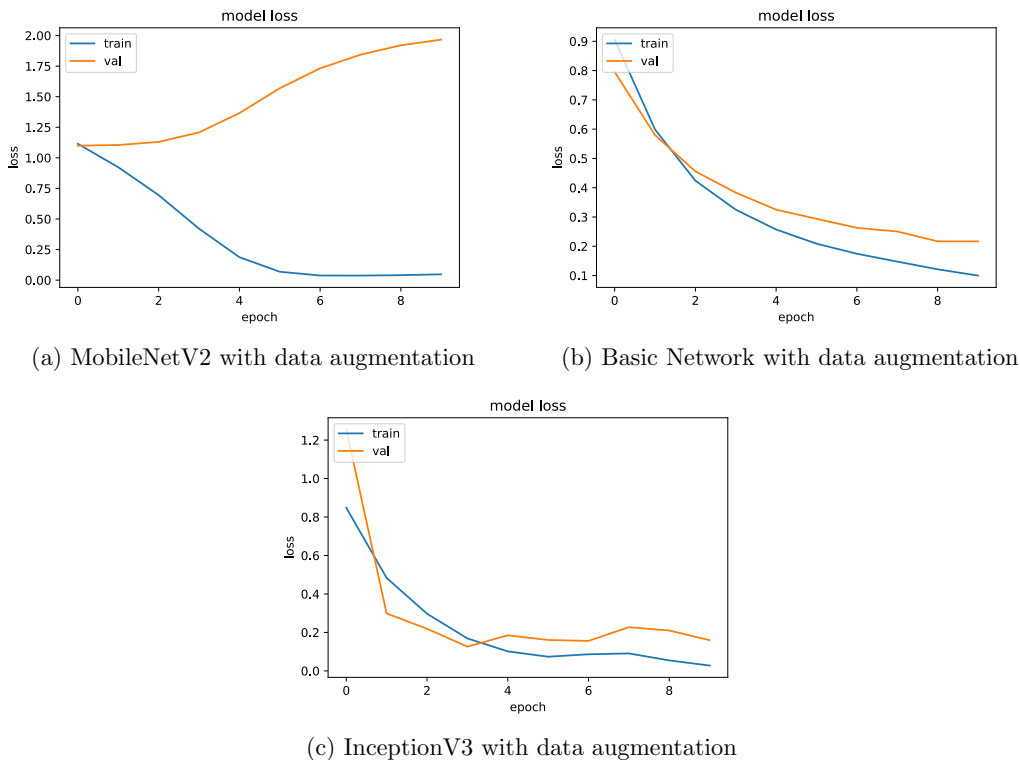 model loss
2.00
1.75
1.50
1.25
1.00
0.75
0.50
0.25
0.00
loss
train
val
0 2 4 6 8
epoch
(a) MobileNetV2 with data augmentation
model loss
0.9
0.8
0.7
0.6
0.5
0.4
0.3
0.2
0.1
loss
train
val
0 2 4 6 8
epoch
(b) Basic Network with data augmentation
model loss
1.2
1.0
0.8
0.6
0.4
0.2
0.0
loss
train
val
0 2 4 6 8
epoch
(c) InceptionV3 with data augmentation